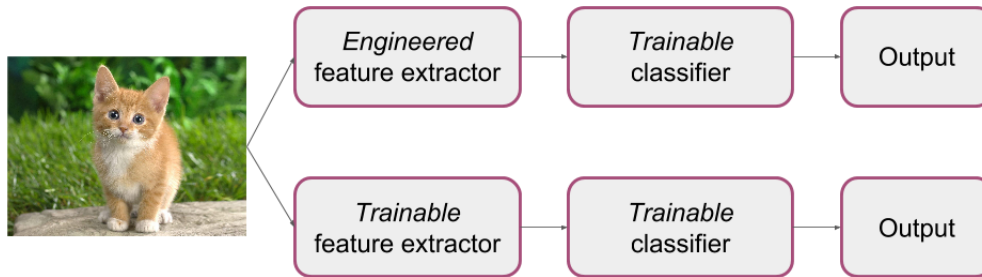 Engineered
feature extractor
Trainable
classifier
Output
Trainable
feature extractor
Trainable
classifier
Output